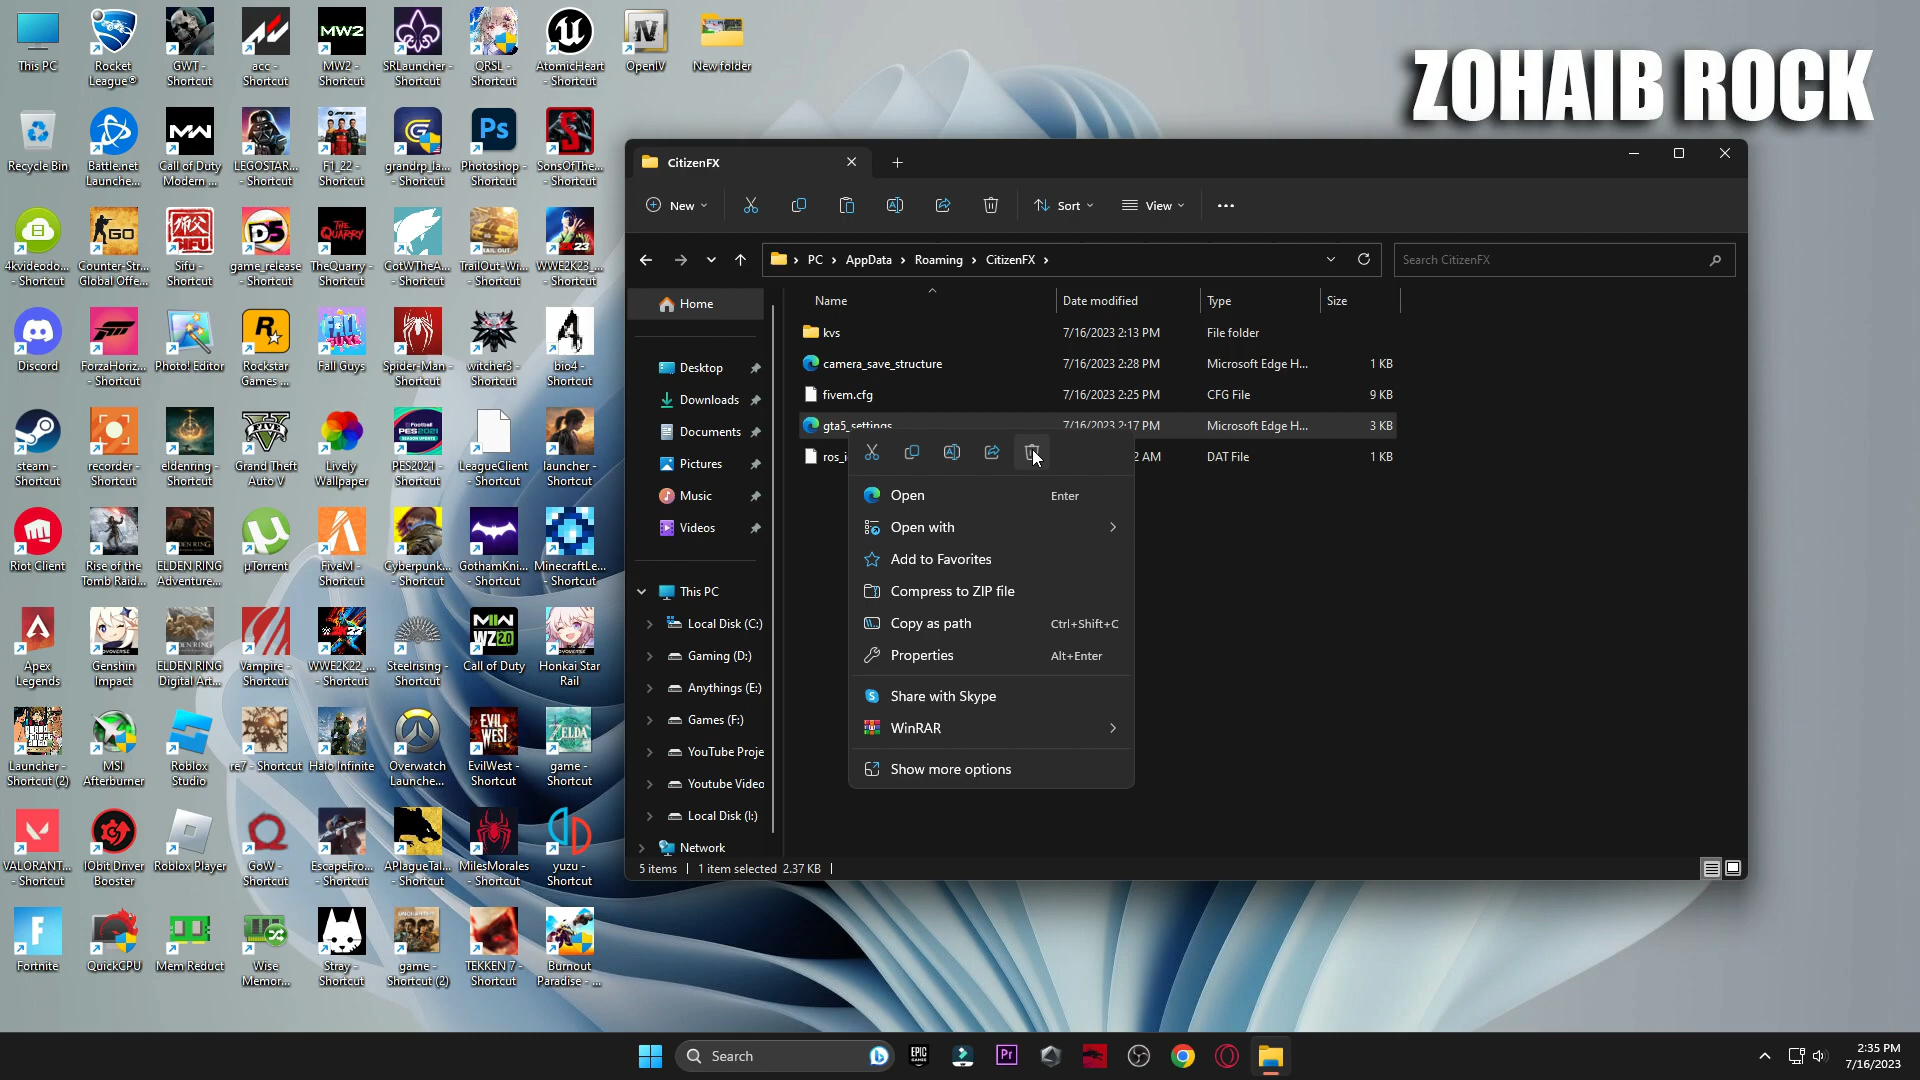 ZOHAIB ROCK
This PC
Rocket League®
GWT - Shortcut
acc - Shortcut
MW2 - Shortcut
SRLauncher - Shortcut
QRSL - Shortcut
AtomicHeart - Shortcut
OpenIV
New folder
Recycle Bin
Battle.net Launche...
Call of Duty Modern ...
LEGOSTAR... - Shortcut
F1_22 - Shortcut
grandrp_la... - Shortcut
Photoshop - Shortcut
SonsOfThe... - Shortcut
4kvideodo... - Shortcut
Counter-Str... Global Offe...
Sifu - Shortcut
game_release - Shortcut
TheQuarry - Shortcut
CotWTheA... - Shortcut
TrailOut-Wi... - Shortcut
WWE2K23_... - Shortcut
Discord
ForzaHoriz... - Shortcut
Photo! Editor
Rockstar Games ...
Fall Guys
Spider-Man - Shortcut
witcher3 - Shortcut
bio4 - Shortcut
steam - Shortcut
recorder - Shortcut
eldenring - Shortcut
Grand Theft Auto V
Lively Wallpaper
PES2021 - Shortcut
LeagueClient - Shortcut
launcher - Shortcut
Riot Client
Rise of the Tomb Raid...
ELDEN RING Adventure...
µTorrent
FiveM - Shortcut
Cyberpunk... - Shortcut
GothamKni... - Shortcut
MinecraftLe... - Shortcut
Apex Legends
Genshin Impact
ELDEN RING Digital Art...
Vampire - Shortcut
WWE2K22_... - Shortcut
Steelrising - Shortcut
Call of Duty
Honkai Star Rail
Launcher - Shortcut (2)
MSI Afterburner
Roblox Studio
re7 - Shortcut
Halo Infinite
Overwatch Launche...
EvilWest - Shortcut
game - Shortcut
VALORANT... - Shortcut
IObit Driver Booster
Roblox Player
GoW - Shortcut
EscapeFro... - Shortcut
APlagueTal... - Shortcut
MilesMorales - Shortcut
yuzu - Shortcut
Fortnite
QuickCPU
Mem Reduct
Wise Memor...
Stray - Shortcut
game - Shortcut (2)
TEKKEN 7 - Shortcut
Burnout Paradise - ...
CitizenFX
New
Sort
View
PC > AppData > Roaming > CitizenFX >
Search CitizenFX
Name Date modified Type Size
kvs 7/16/2023 2:13 PM File folder
camera_save_structure 7/16/2023 2:28 PM Microsoft Edge H... 1 KB
fivem.cfg 7/16/2023 2:25 PM CFG File 9 KB
gta5_settings 7/16/2023 2:17 PM Microsoft Edge H... 3 KB
ros_i 2 AM DAT File 1 KB
Home
Desktop
Downloads
Documents
Pictures
Music
Videos
This PC
Local Disk (C:)
Gaming (D:)
Anythings (E:)
Games (F:)
YouTube Proje
Youtube Video
Local Disk (I:)
Network
Open Enter
Open with
Add to Favorites
Compress to ZIP file
Copy as path Ctrl+Shift+C
Properties Alt+Enter
Share with Skype
WinRAR
Show more options
5 items 1 item selected 2.37 KB
Search
2:35 PM
7/16/2023